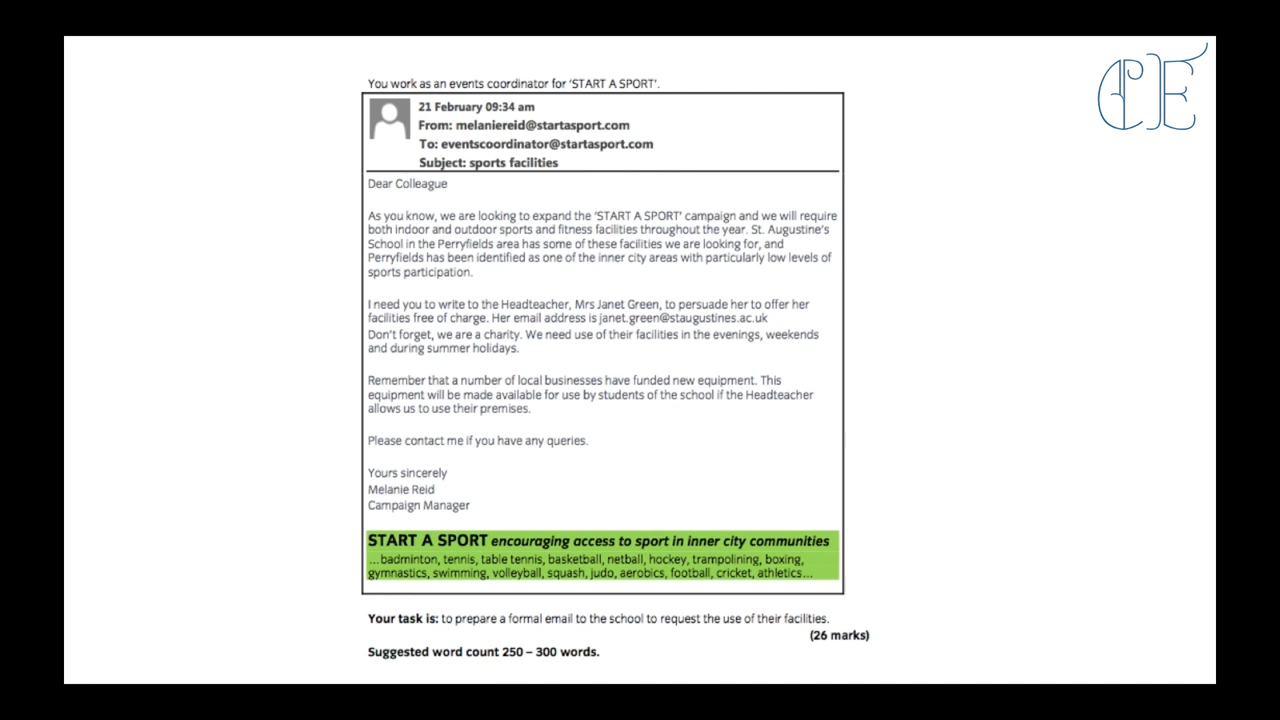 CE
You work as an events coordinator for 'START A SPORT'.
21 February 09:34 am
From: melaniereid@startasport.com
To: eventscoordinator@startasport.com
Subject: sports facilities
Dear Colleague
As you know, we are looking to expand the 'START A SPORT' campaign and we will require
both indoor and outdoor sports and fitness facilities throughout the year. St. Augustine's
School in the Perryfields area has some of these facilities we are looking for, and
Perryfields has been identified as one of the inner city areas with particularly low levels of
sports participation.
I need you to write to the Headteacher, Mrs Janet Green, to persuade her to offer her
facilities free of charge. Her email address is janet.green@staugustines.ac.uk
Don't forget, we are a charity. We need use of their facilities in the evenings, weekends
and during summer holidays.
Remember that a number of local businesses have funded new equipment. This
equipment will be made available for use by students of the school if the Headteacher
allows us to use their premises.
Please contact me if you have any queries.
Yours sincerely
Melanie Reid
Campaign Manager
START A SPORT encouraging access to sport in inner city communities
...badminton, tennis, table tennis, basketball, netball, hockey, trampolining, boxing,
gymnastics, swimming, volleyball, squash, judo, aerobics, football, cricket, athletics...
Your task is: to prepare a formal email to the school to request the use of their facilities.
(26 marks)
Suggested word count 250 – 300 words.